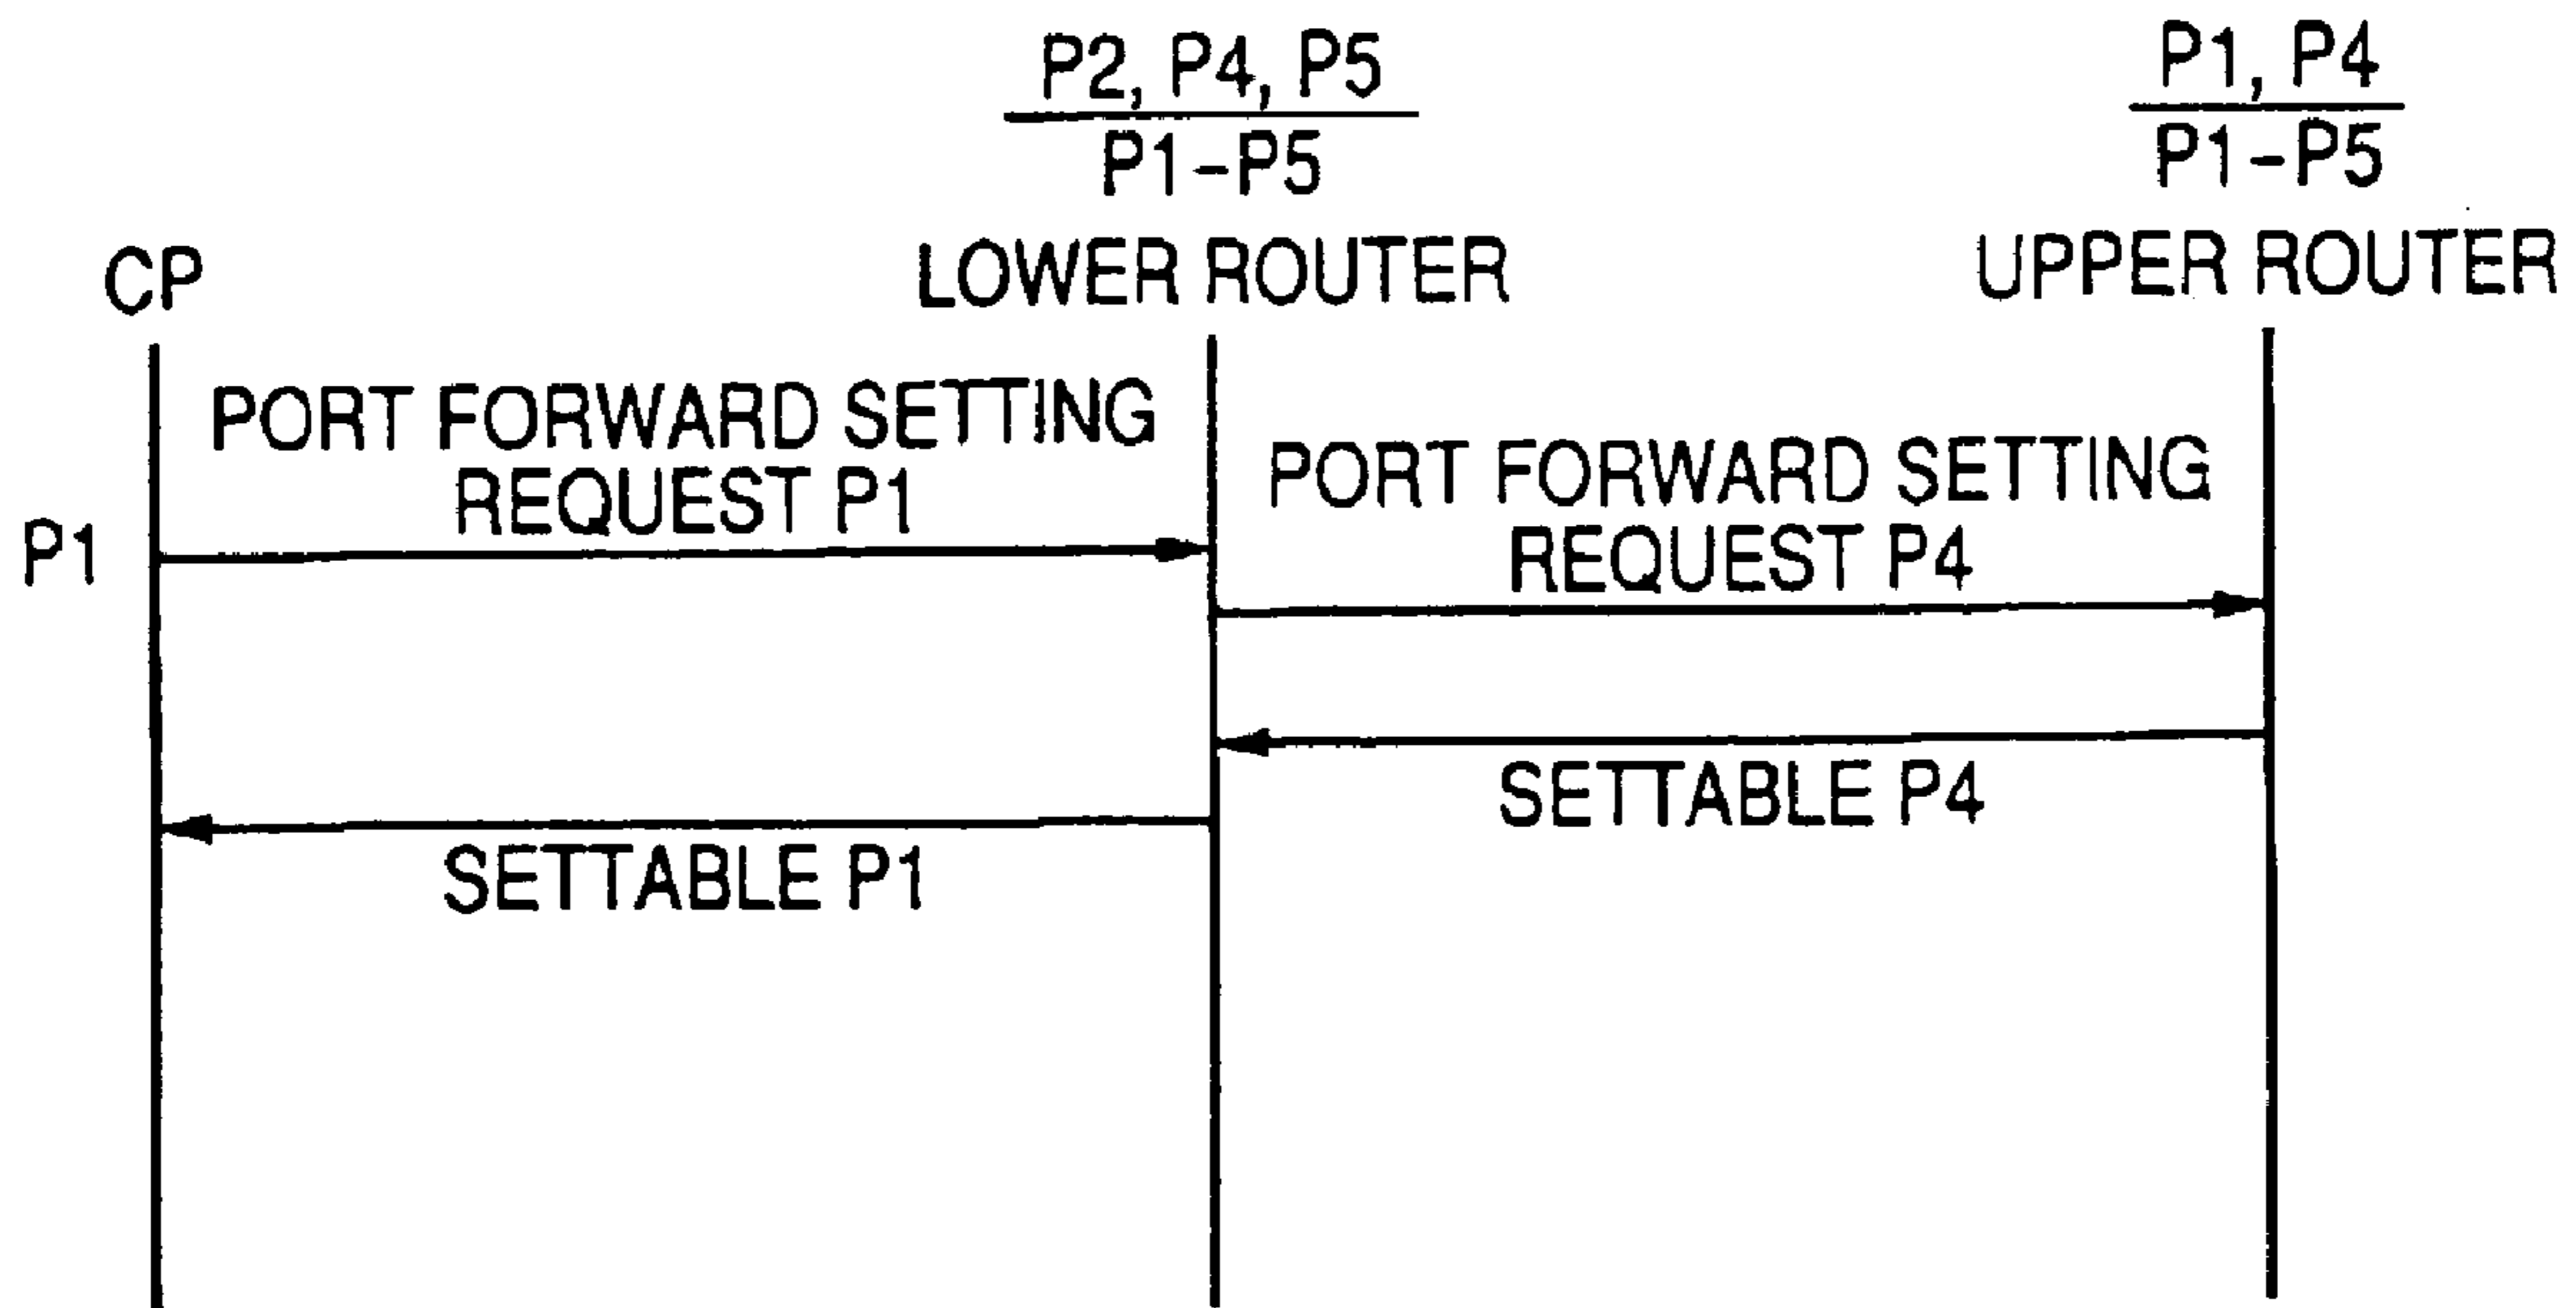 P2, P4, P5
P1-P5
P1, P4
P1-P5
CP
LOWER ROUTER
UPPER ROUTER
PORT FORWARD SETTING
REQUEST P1
P1
PORT FORWARD SETTING
REQUEST P4
SETTABLE P4
SETTABLE P1